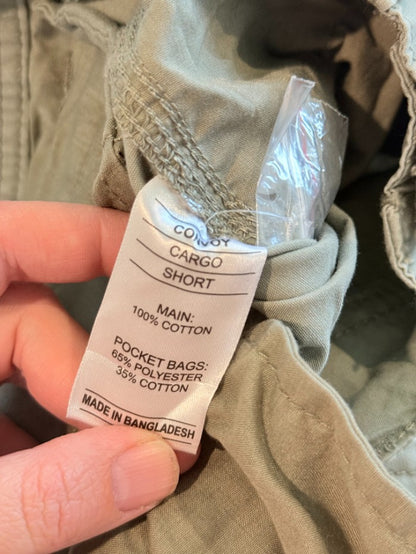 CONVOY
CARGO
SHORT
MAIN:
100% COTTON
POCKET BAGS:
65% POLYESTER
35% COTTON
MADE IN BANGLADESH